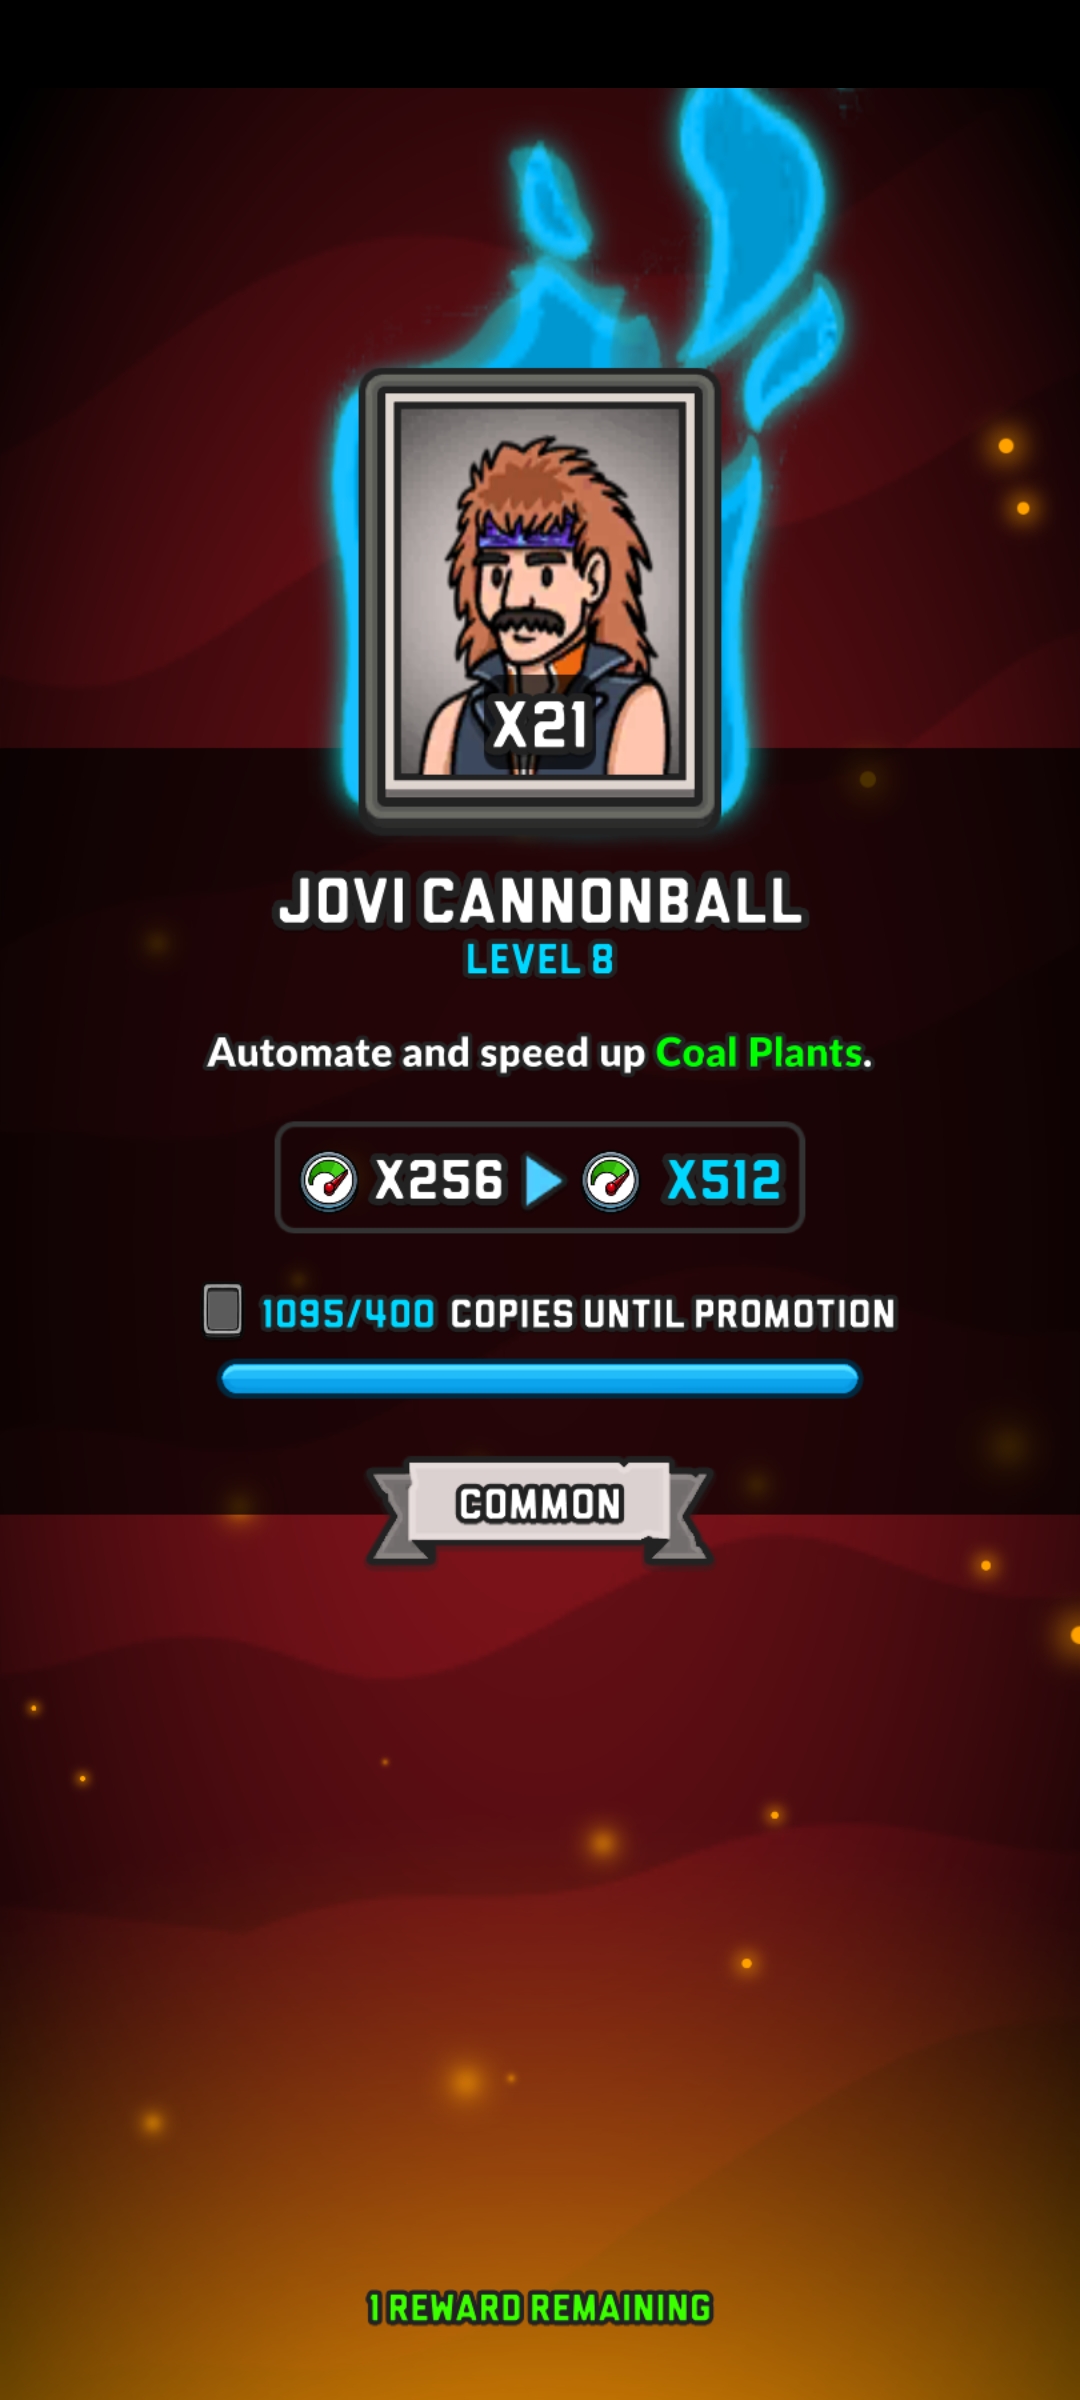 X21
JOVI CANNONBALL
LEVEL 8
Automate and speed up Coal Plants.
X256 X512
1095/400 COPIES UNTIL PROMOTION
COMMON
1 REWARD REMAINING